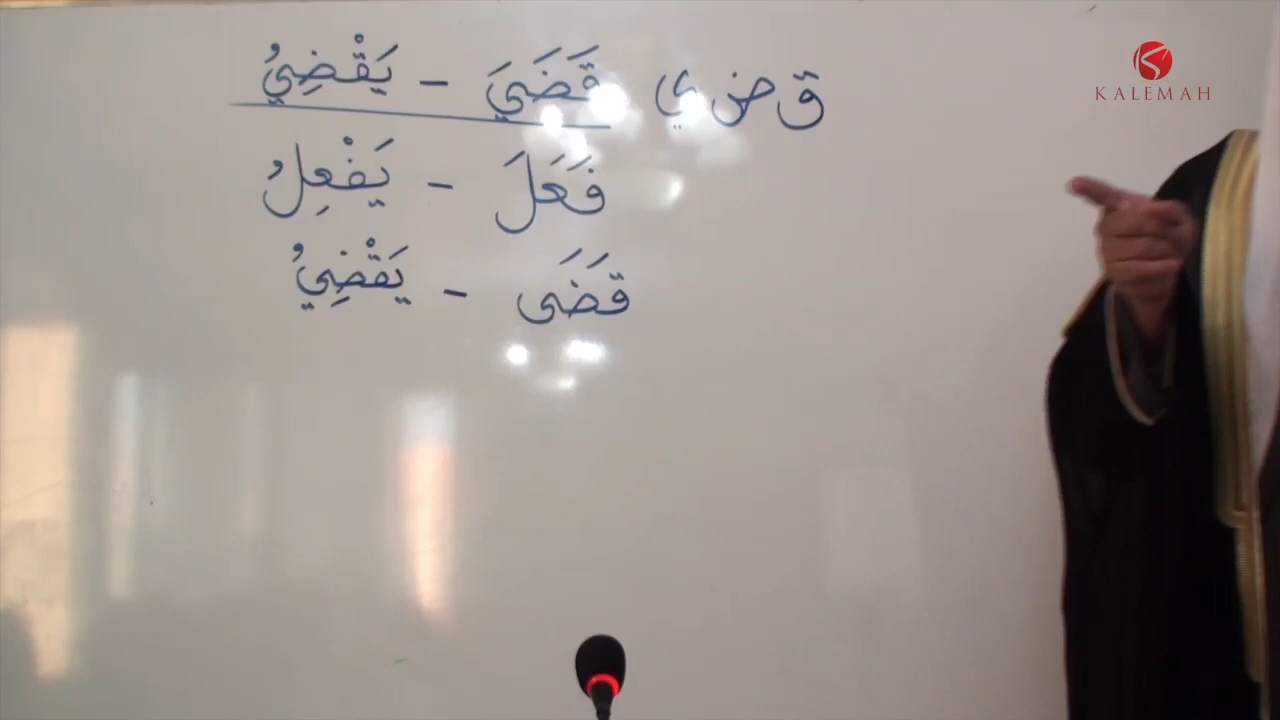 ق ض ي قَضَيَ - يَقْضِيُ
فَعَلَ - يَفْعِلُ
قَضَى - يَقْضِيُ
KALEMAH